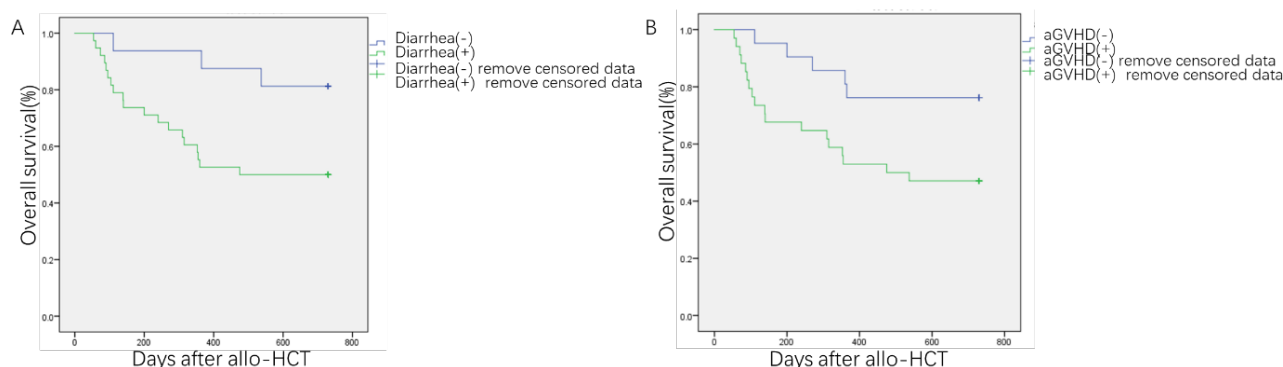 A
Overall survival(%)
1.0
0.8
0.6
0.4
0.2
0.0
0
200
400
600
800
Days after allo-HCT
Diarrhea(-)
Diarrhea(+)
Diarrhea(-) remove censored data
Diarrhea(+) remove censored data
B
Overall survival(%)
1.0
0.8
0.6
0.4
0.2
0.0
0
200
400
600
800
Days after allo-HCT
aGVHD(-)
aGVHD(+)
aGVHD(-) remove censored data
aGVHD(+) remove censored data